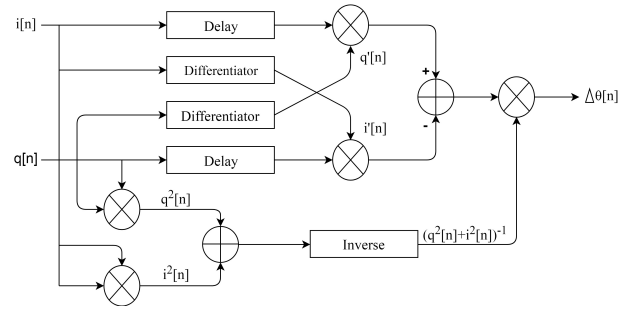 i[n]
Delay
q'[n]
Differentiator
+
Δθ[n]
Differentiator
-
i'[n]
q[n]
Delay
q²[n]
(q²[n]+i²[n])⁻¹
Inverse
i²[n]